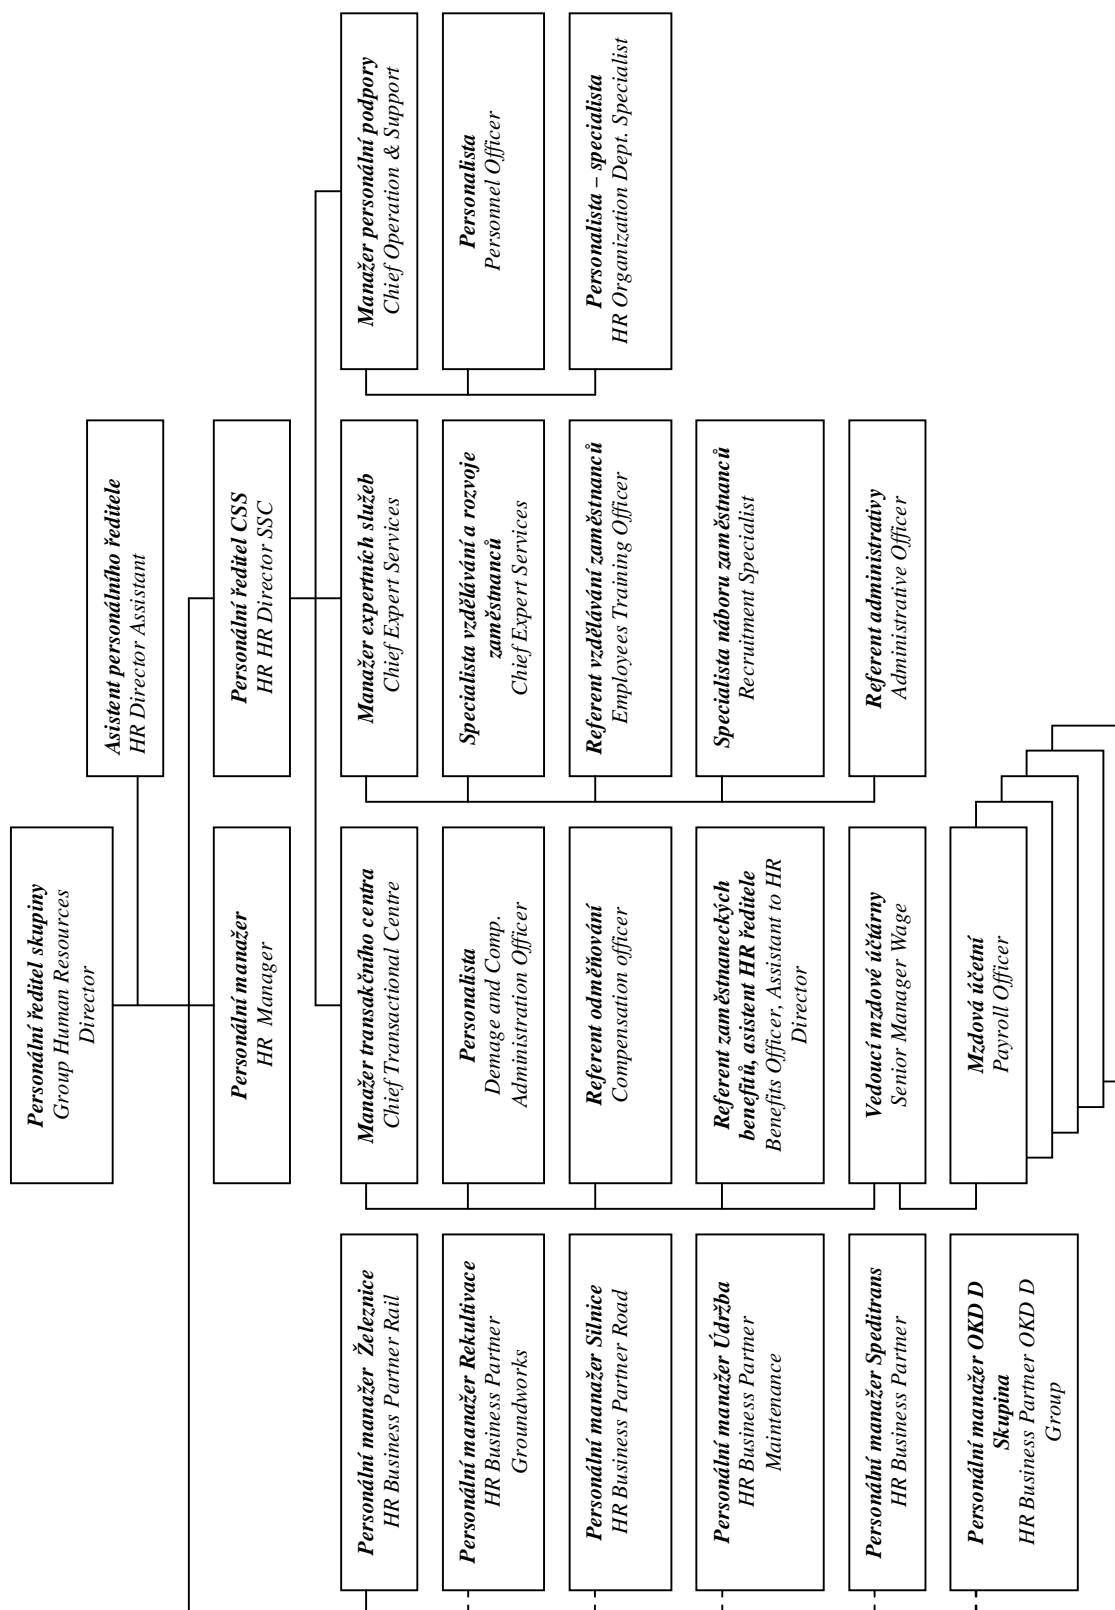 Personální ředitel skupiny
Group Human Resources
Director
Asistent personálního ředitele
HR Director Assistant
Personální manažer
HR Manager
Personální ředitel CSS
HR HR Director SSC
Personální manažer Železnice
HR Business Partner Rail
Personální manažer Rekultivace
HR Business Partner
Groundworks
Personální manažer Silnice
HR Business Partner Road
Personální manažer Údržba
HR Business Partner
Maintenance
Personální manažer Speditrans
HR Business Partner
Personální manažer OKD D
Skupina
HR Business Partner OKD D
Group
Manažer transakčního centra
Chief Transactional Centre
Personalista
Demage and Comp.
Administration Officer
Referent odměňování
Compensation officer
Referent zaměstnaneckých
benefitů, asistent HR ředitele
Benefits Officer, Assistant to HR
Director
Vedoucí mzdové účtárny
Senior Manager Wage
Mzdová účetní
Payroll Officer
Manažer expertních služeb
Chief Expert Services
Specialista vzdělávání a rozvoje
zaměstnanců
Chief Expert Services
Referent vzdělávání zaměstnanců
Employees Training Officer
Specialista náboru zaměstnanců
Recruitment Specialist
Referent administrativy
Administrative Officer
Manažer personální podpory
Chief Operation & Support
Personalista
Personnel Officer
Personalista – specialista
HR Organization Dept. Specialist